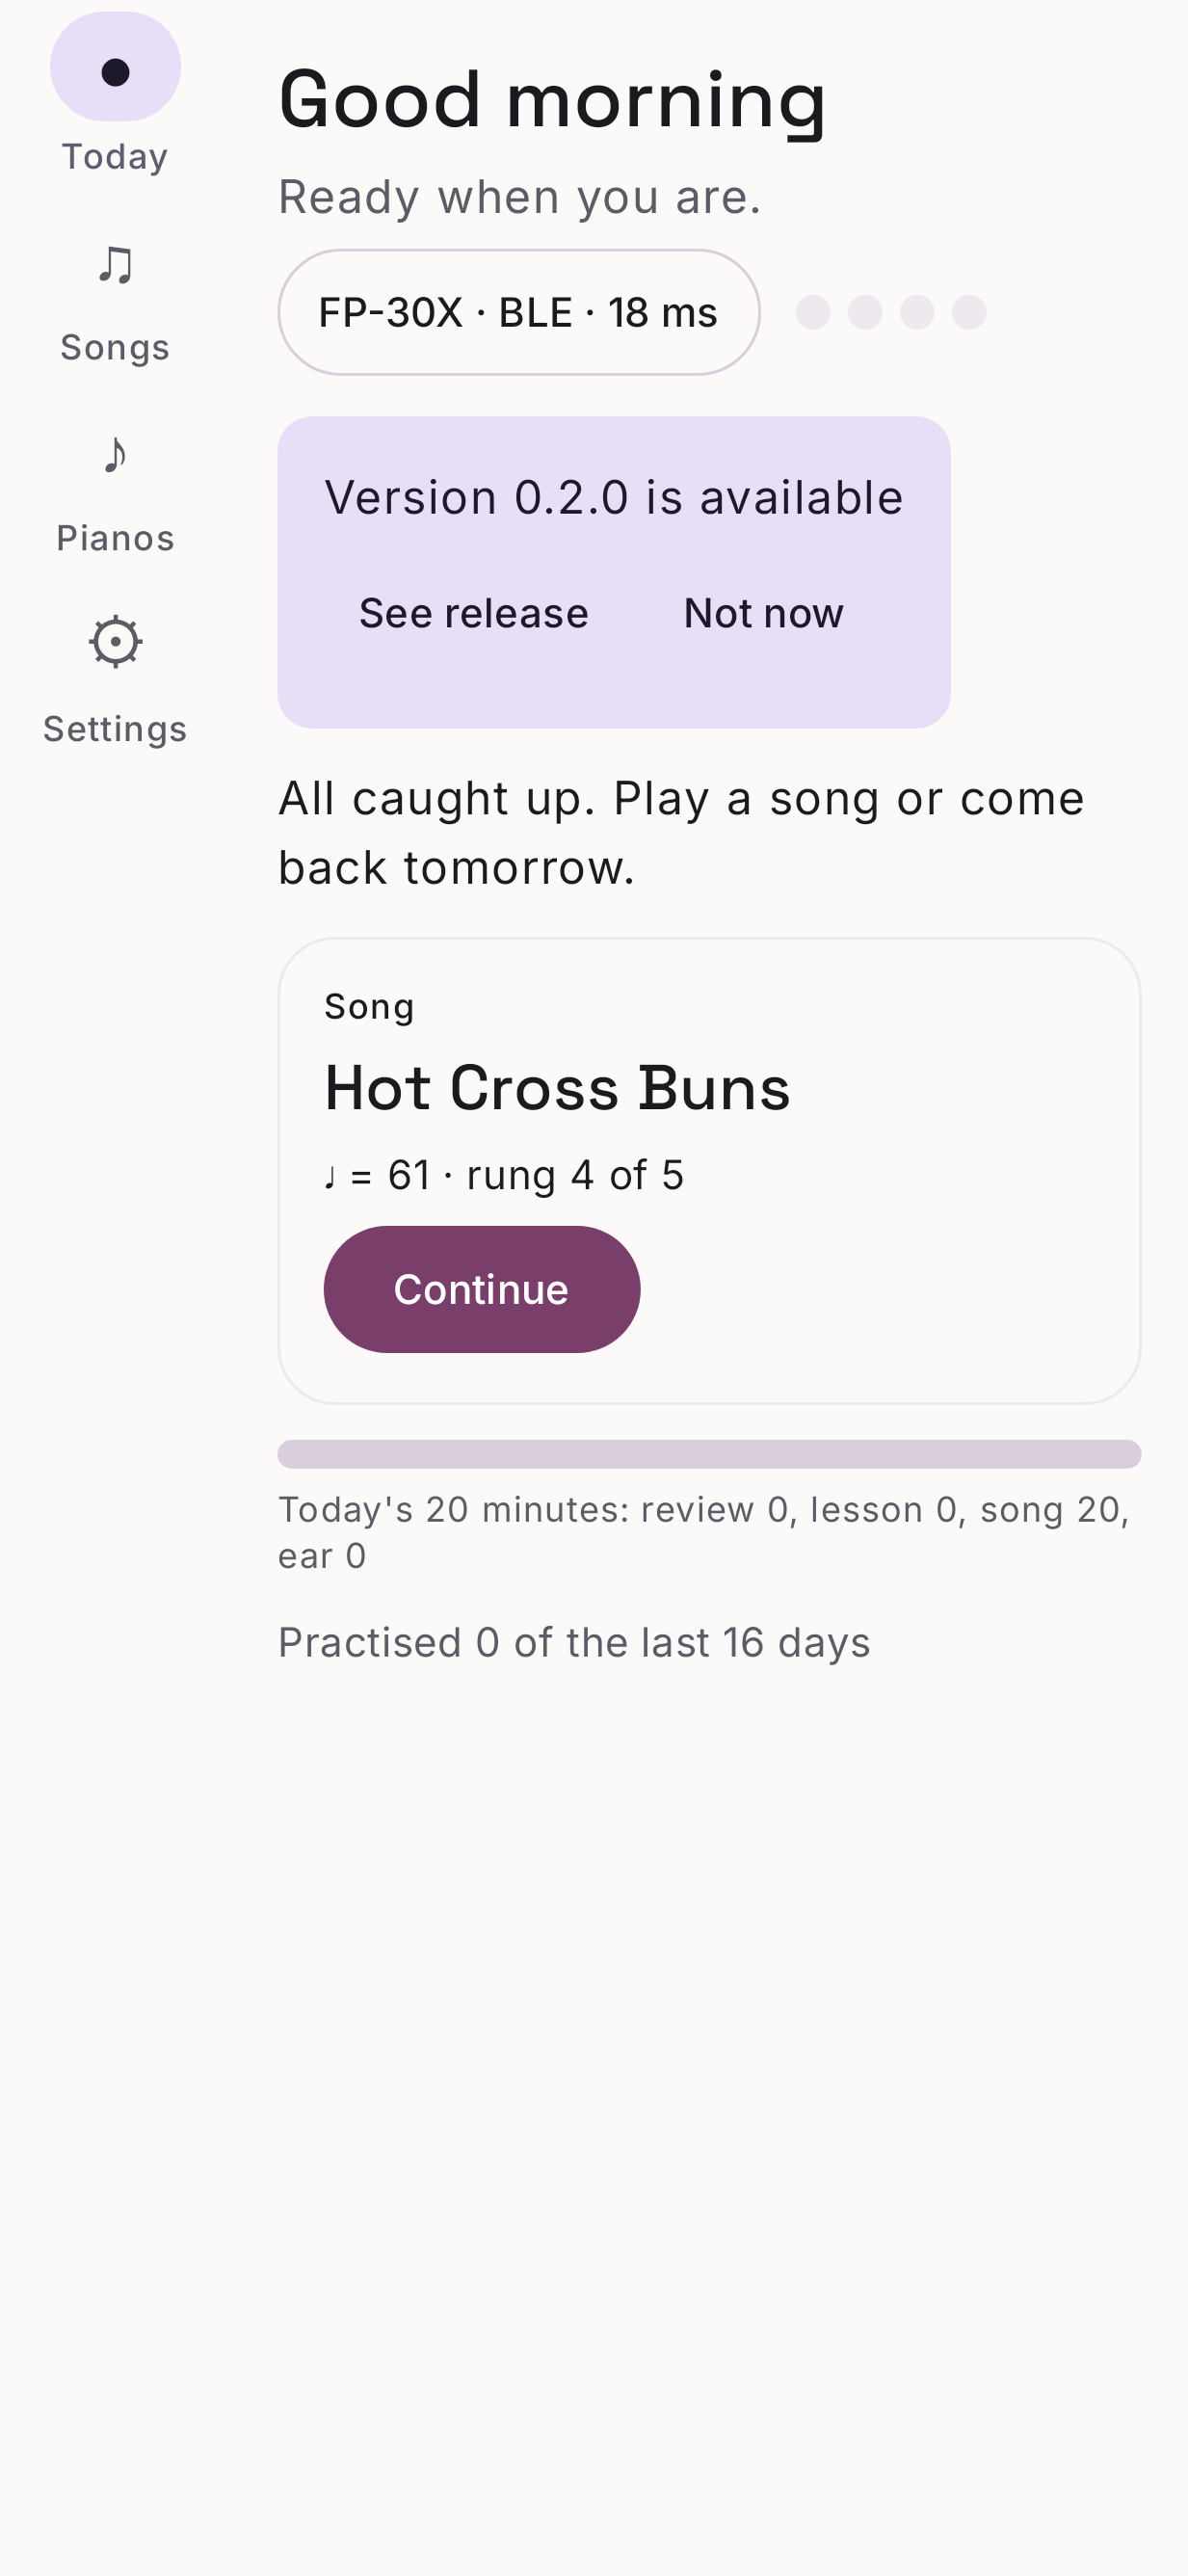 Today
♫
Songs
♪
Pianos
⚙
Settings
Good morning
Ready when you are.
FP-30X · BLE · 18 ms
Version 0.2.0 is available
See release
Not now
All caught up. Play a song or come
back tomorrow.
Song
Hot Cross Buns
♩ = 61 · rung 4 of 5
Continue
Today's 20 minutes: review 0, lesson 0, song 20,
ear 0
Practised 0 of the last 16 days